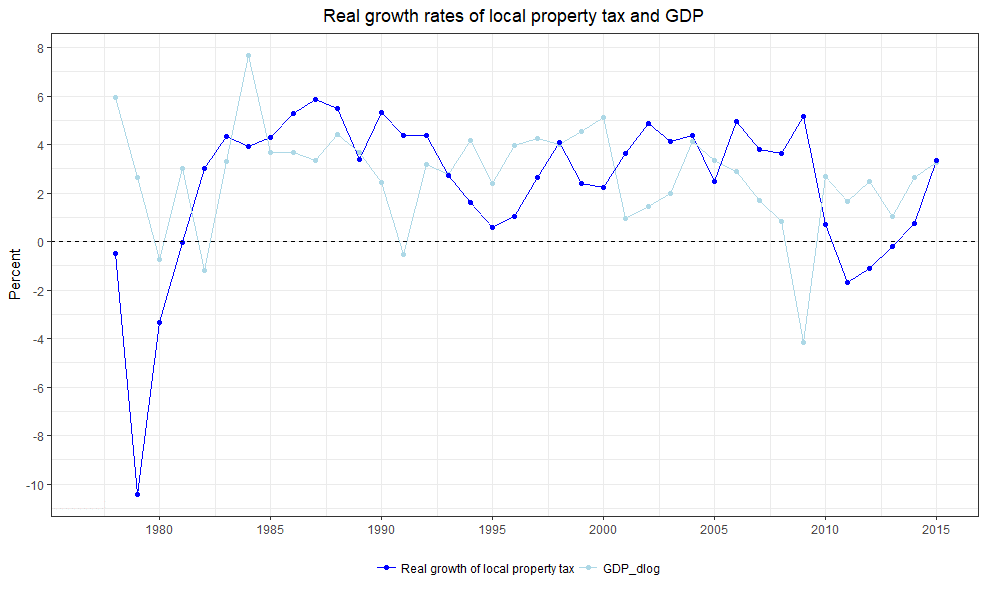 Real growth rates of local property tax and GDP
Percent
8
6
4
2
0
-2
-4
-6
-8
-10
1980 1985 1990 1995 2000 2005 2010 2015
Real growth of local property tax GDP_dlog